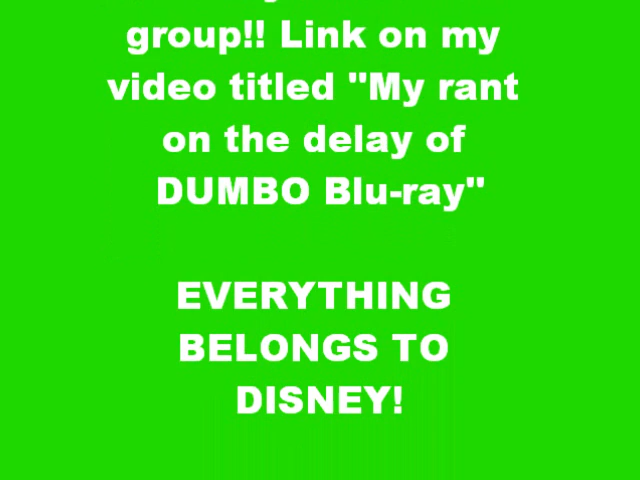 group!! Link on my
video titled "My rant
on the delay of
DUMBO Blu-ray"
EVERYTHING
BELONGS TO
DISNEY!